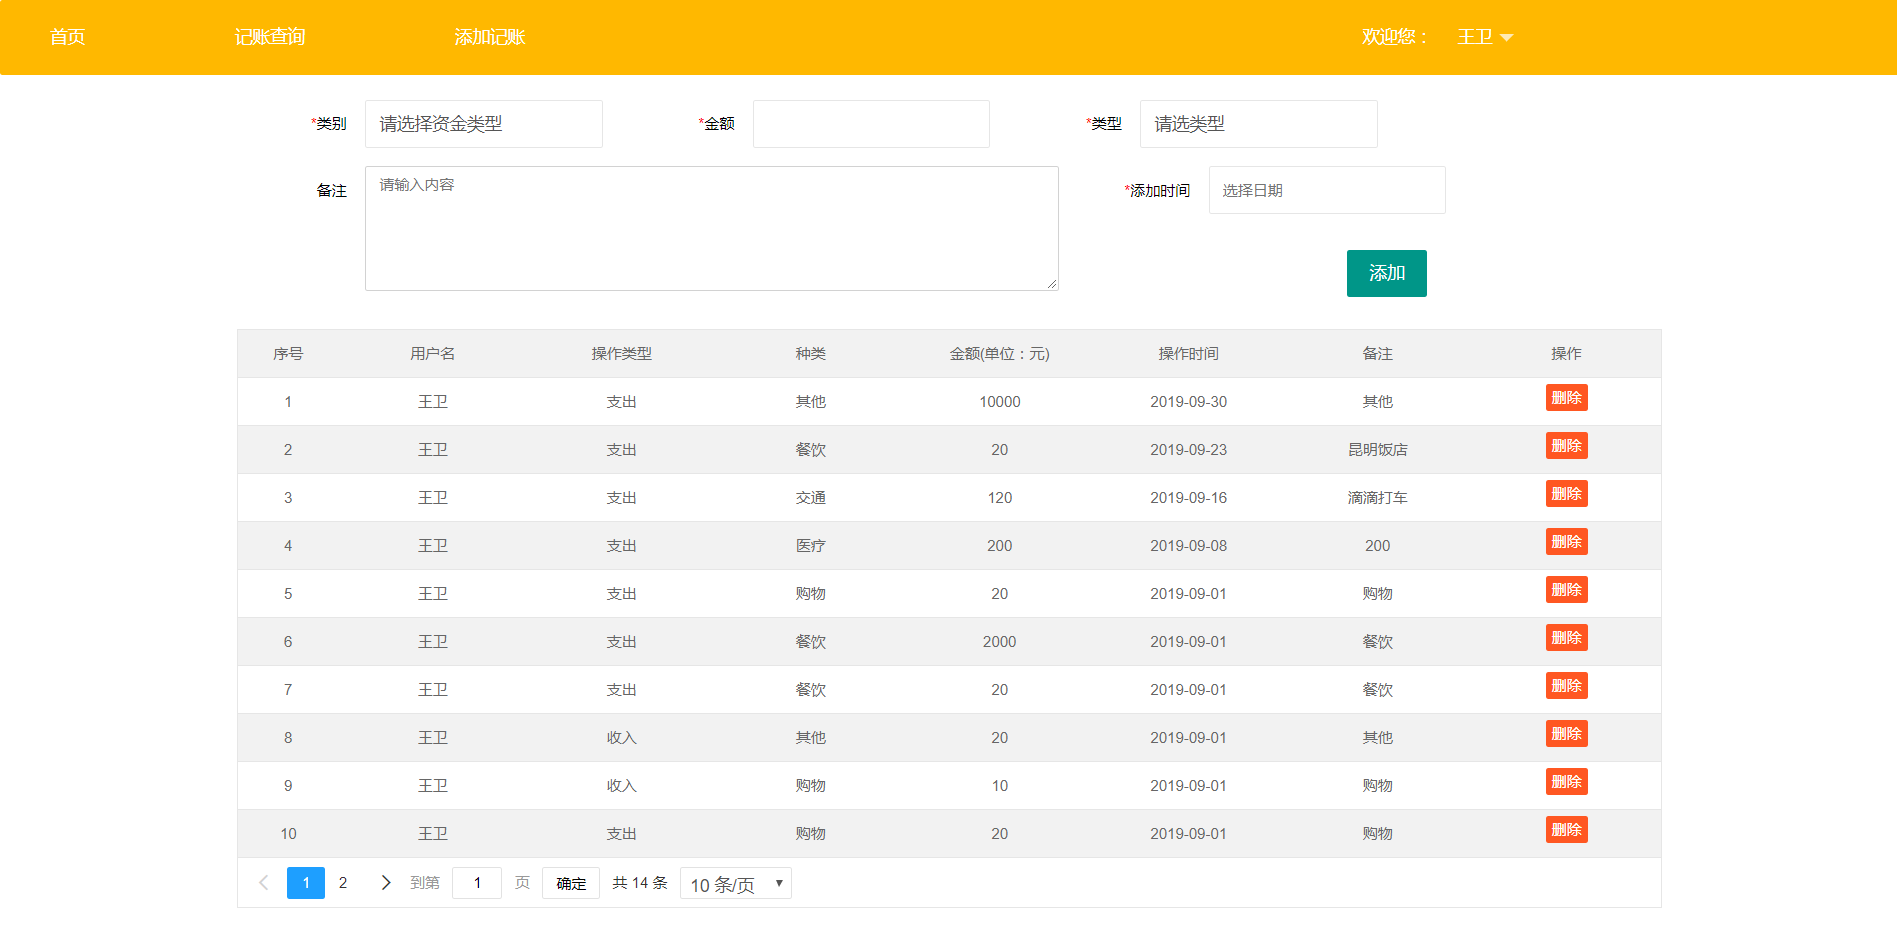 首页 记账查询 添加记账 欢迎您： 王卫
*类别 请选择资金类型 *金额 *类型 请选类型
备注 请输入内容 *添加时间 选择日期
添加
序号 用户名 操作类型 种类 金额(单位：元) 操作时间 备注 操作
1 王卫 支出 其他 10000 2019-09-30 其他 删除
2 王卫 支出 餐饮 20 2019-09-23 昆明饭店 删除
3 王卫 支出 交通 120 2019-09-16 滴滴打车 删除
4 王卫 支出 医疗 200 2019-09-08 200 删除
5 王卫 支出 购物 20 2019-09-01 购物 删除
6 王卫 支出 餐饮 2000 2019-09-01 餐饮 删除
7 王卫 支出 餐饮 20 2019-09-01 餐饮 删除
8 王卫 收入 其他 20 2019-09-01 其他 删除
9 王卫 收入 购物 10 2019-09-01 购物 删除
10 王卫 支出 购物 20 2019-09-01 购物 删除
1 2 到第 1 页 确定 共 14 条 10 条/页